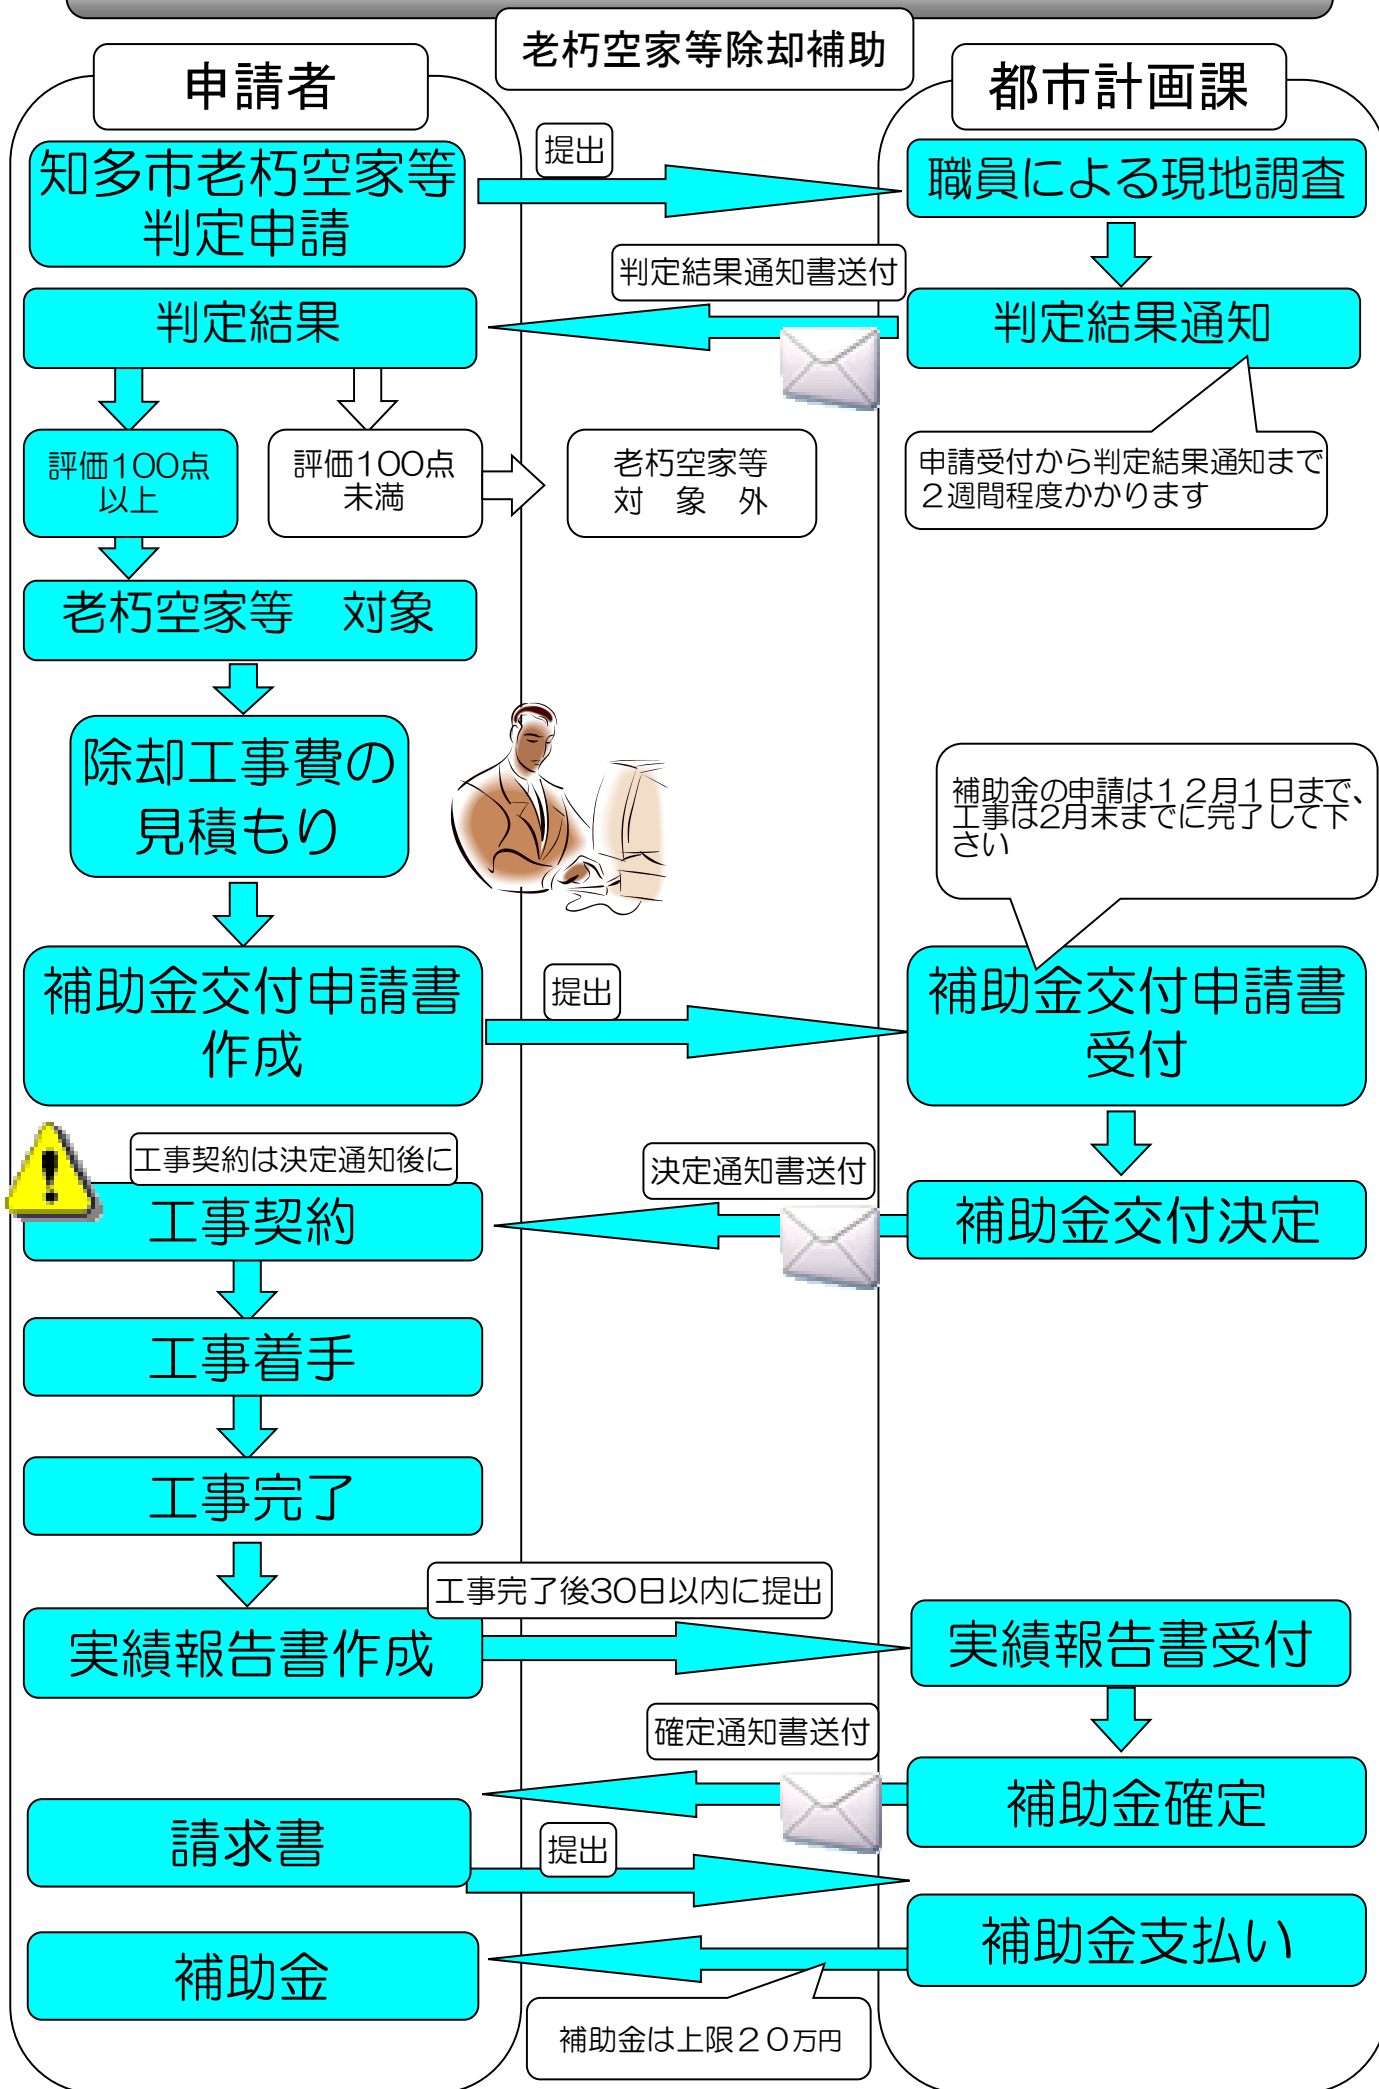 老朽空家等除却補助
申請者
都市計画課
知多市老朽空家等
判定申請
提出
職員による現地調査
判定結果通知書送付
判定結果
判定結果通知
評価100点
以上
評価100点
未満
老朽空家等
対　象　外
申請受付から判定結果通知まで
２週間程度かかります
老朽空家等　対象
除却工事費の
見積もり
補助金の申請は１２月１日まで、
工事は2月末までに完了して下
さい
補助金交付申請書
作成
提出
補助金交付申請書
受付
工事契約は決定通知後に
工事契約
決定通知書送付
補助金交付決定
工事着手
工事完了
工事完了後30日以内に提出
実績報告書作成
実績報告書受付
確定通知書送付
補助金確定
請求書
提出
補助金支払い
補助金
補助金は上限２０万円